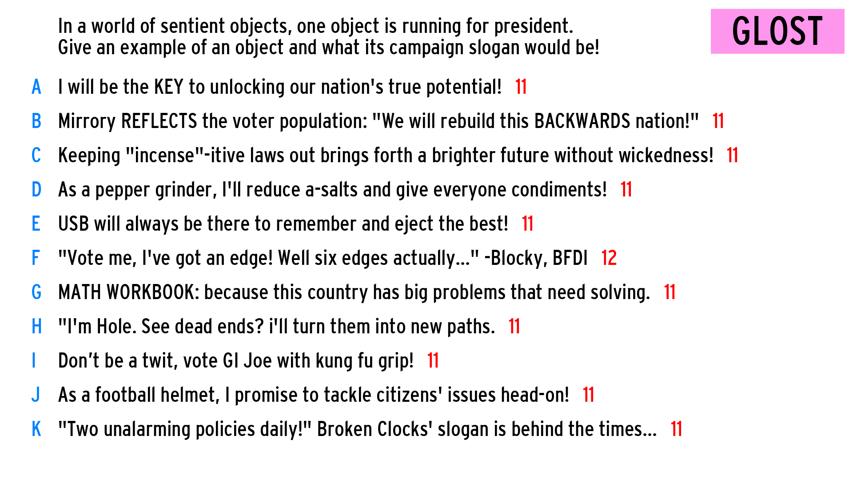 In a world of sentient objects, one object is running for president.
Give an example of an object and what its campaign slogan would be!
GLOST
A I will be the KEY to unlocking our nation's true potential! 11
B Mirrory REFLECTS the voter population: "We will rebuild this BACKWARDS nation!" 11
C Keeping "incense"-itive laws out brings forth a brighter future without wickedness! 11
D As a pepper grinder, I'll reduce a-salts and give everyone condiments! 11
E USB will always be there to remember and eject the best! 11
F "Vote me, I've got an edge! Well six edges actually..." -Blocky, BFDI 12
G MATH WORKBOOK: because this country has big problems that need solving. 11
H "I'm Hole. See dead ends? i'll turn them into new paths. 11
I Don't be a twit, vote GI Joe with kung fu grip! 11
J As a football helmet, I promise to tackle citizens' issues head-on! 11
K "Two unalarming policies daily!" Broken Clocks' slogan is behind the times... 11